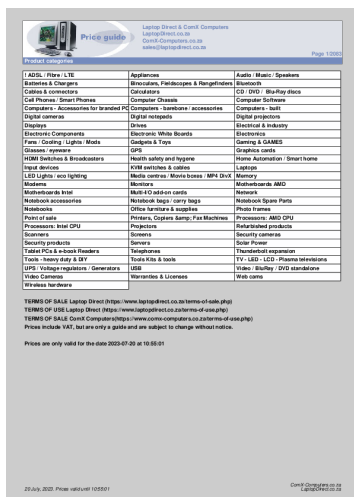 Price guide
Laptop Direct & ComX Computers
LaptopDirect.co.za
ComX-Computers.co.za
sales@laptopdirect.co.za
Page 1/2083
Product categories
! ADSL / Fibre / LTE Appliances Audio / Music / Speakers
Batteries & Chargers Binoculars, Fieldscopes & Rangefinders Bluetooth
Cables & connectors Calculators CD / DVD / Blu-Ray discs
Cell Phones / Smart Phones Computer Chassis Computer Software
Computers - Accessories for branded PC Computers - barebone / accessories Computers - built
Digital cameras Digital notepads Digital projectors
Displays Drives Electrical & Industry
Electronic Components Electronic White Boards Electronics
Fans / Cooling / Lights / Mods Gadgets & Toys Gaming & GAMES
Glasses / eyeware GPS Graphics cards
HDMI Switches & Broadcasters Health safety and hygene Home Automation / Smart home
Input devices KVM switches & cables Laptops
LED Lights / eco lighting Media centres / Movie boxes / MP4 DivX Memory
Modems Monitors Motherboards AMD
Motherboards Intel Multi-I/O add-on cards Network
Notebook accessories Notebook bags / carry bags Notebook Spare Parts
Notebooks Office furniture & supplies Photo frames
Point of sale Printers, Copiers &amp; Fax Machines Processors: AMD CPU
Processors: Intel CPU Projectors Refurbished products
Scanners Screens Security cameras
Security products Servers Solar Power
Tablet PCs & e-book Readers Telephones Thunderbolt expansion
Tools - heavy duty & DIY Tools Kits & tools TV - LED - LCD - Plasma televisions
UPS / Voltage regulators / Generators USB Video / BluRay / DVD standalone
Video Cameras Warranties & Licenses Web cams
Wireless hardware
TERMS OF SALE Laptop Direct (https://www.laptopdirect.co.za/terms-of-sale.php)
TERMS OF USE Laptop Direct (https://www.laptopdirect.co.za/terms-of-use.php)
TERMS OF SALE ComX Computers(https://www.comx-computers.co.za/terms-of-use.php)
Prices include VAT, but are only a guide and are subject to change without notice.
Prices are only valid for the date 2023-07-20 at 10:55:01
20 July, 2023. Prices valid until 10:55:01
ComX-Computers.co.za
LaptopDirect.co.za